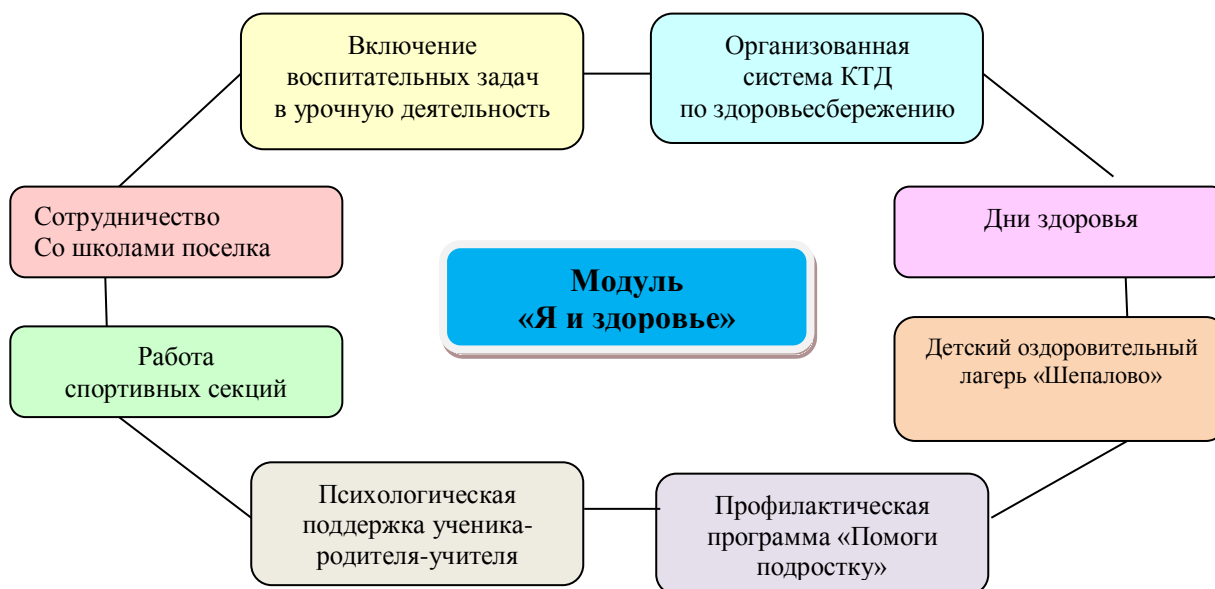 Включение
воспитательных задач
в урочную деятельность
Организованная
система КТД
по здоровьесбережению
Сотрудничество
Со школами поселка
Дни здоровья
Модуль
«Я и здоровье»
Работа
спортивных секций
Детский оздоровительный
лагерь «Шепалово»
Психологическая
поддержка ученика-
родителя-учителя
Профилактическая
программа «Помоги
подростку»